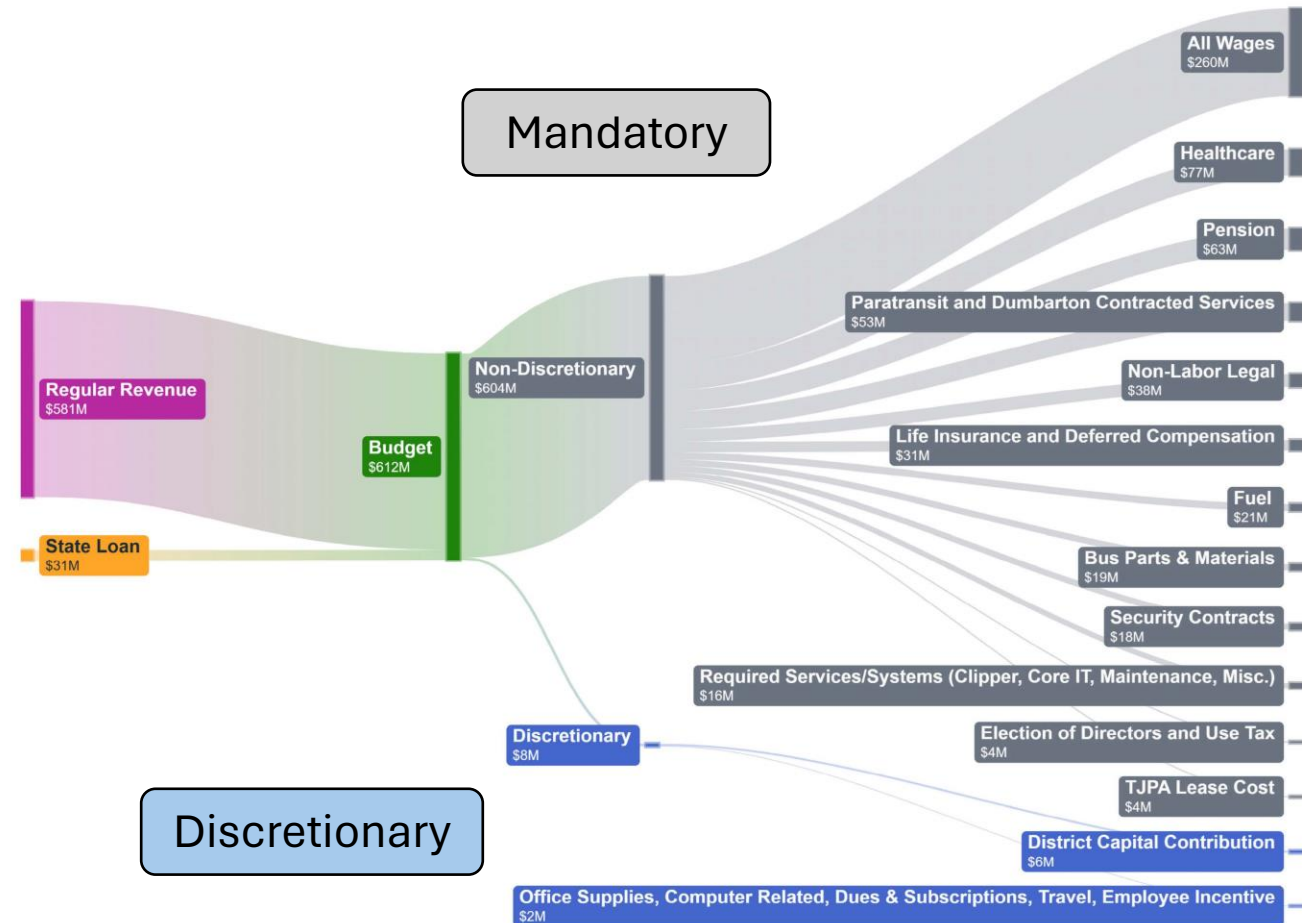 Mandatory
All Wages
$260M
Healthcare
$77M
Pension
$63M
Paratransit and Dumbarton Contracted Services
$53M
Non-Discretionary
$604M
Non-Labor Legal
$38M
Regular Revenue
$581M
Life Insurance and Deferred Compensation
$31M
Budget
$612M
Fuel
$21M
State Loan
$31M
Bus Parts & Materials
$19M
Security Contracts
$18M
Required Services/Systems (Clipper, Core IT, Maintenance, Misc.)
$16M
Discretionary
$8M
Election of Directors and Use Tax
$4M
TJPA Lease Cost
$4M
Discretionary
District Capital Contribution
$6M
Office Supplies, Computer Related, Dues & Subscriptions, Travel, Employee Incentive
$2M